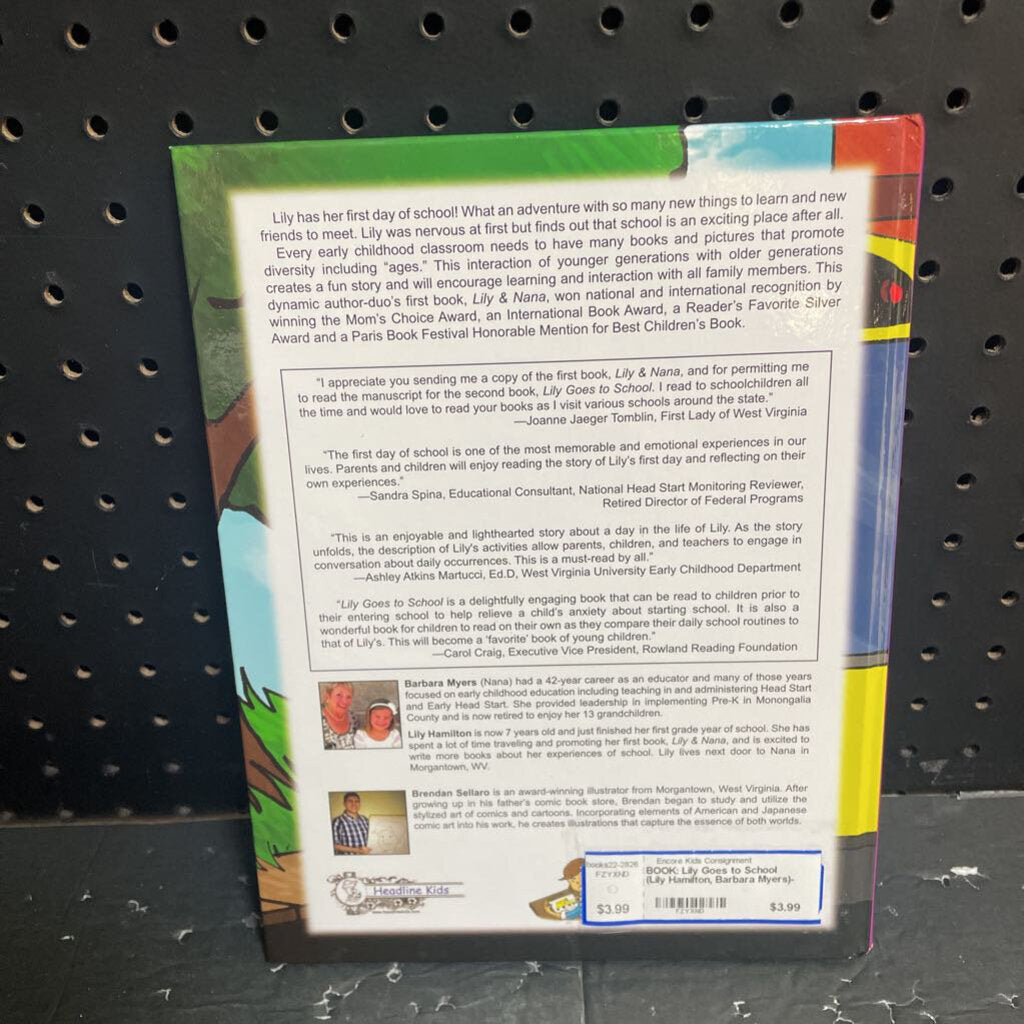 Lily has her first day of school! What an adventure with so many new things to learn and new
friends to meet. Lily was nervous at first but finds out that school is an exciting place after all.
Every early childhood classroom needs to have many books and pictures that promote
diversity including "ages." This interaction of younger generations with older generations
creates a fun story and will encourage learning and interaction with all family members. This
dynamic author-duo's first book, Lily & Nana, won national and international recognition by
winning the Mom's Choice Award, an International Book Award, a Reader's Favorite Silver
Award and a Paris Book Festival Honorable Mention for Best Children's Book.
"I appreciate you sending me a copy of the first book, Lily & Nana, and for permitting me
to read the manuscript for the second book, Lily Goes to School. I read to schoolchildren all
the time and would love to read your books as I visit various schools around the state."
—Joanne Jaeger Tomblin, First Lady of West Virginia
"The first day of school is one of the most memorable and emotional experiences in our
lives. Parents and children will enjoy reading the story of Lily's first day and reflecting on their
own experiences."
—Sandra Spina, Educational Consultant, National Head Start Monitoring Reviewer,
Retired Director of Federal Programs
"This is an enjoyable and lighthearted story about a day in the life of Lily. As the story
unfolds, the description of Lily's activities allow parents, children, and teachers to engage in
conversation about daily occurrences. This is a must-read by all."
—Ashley Atkins Martucci, Ed.D, West Virginia University Early Childhood Department
"Lily Goes to School is a delightfully engaging book that can be read to children prior to
their entering school to help relieve a child's anxiety about starting school. It is also a
wonderful book for children to read on their own as they compare their daily school routines to
that of Lily's. This will become a 'favorite' book of young children."
—Carol Craig, Executive Vice President, Rowland Reading Foundation
Barbara Myers (Nana) had a 42-year career as an educator and many of those years
focused on early childhood education including teaching in and administering Head Start
and Early Head Start. She provided leadership in implementing Pre-K in Monongalia
County and is now retired to enjoy her 13 grandchildren.
Lily Hamilton is now 7 years old and just finished her first grade year of school. She has
spent a lot of time traveling and promoting her first book, Lily & Nana, and is excited to
write more books about her experiences of school. Lily lives next door to Nana in
Morgantown, WV.
Brendan Sellaro is an award-winning illustrator from Morgantown, West Virginia. After
growing up in his father's comic book store, Brendan began to study and utilize the
stylized art of comics and cartoons. Incorporating elements of American and Japanese
comic art into his work, he creates illustrations that capture the essence of both worlds.
Headline Kids
books22-2826
FZYXND
$3.99
Encore Kids Consignment
BOOK: Lily Goes to School
(Lily Hamilton, Barbara Myers)-
FZYXND
$3.99